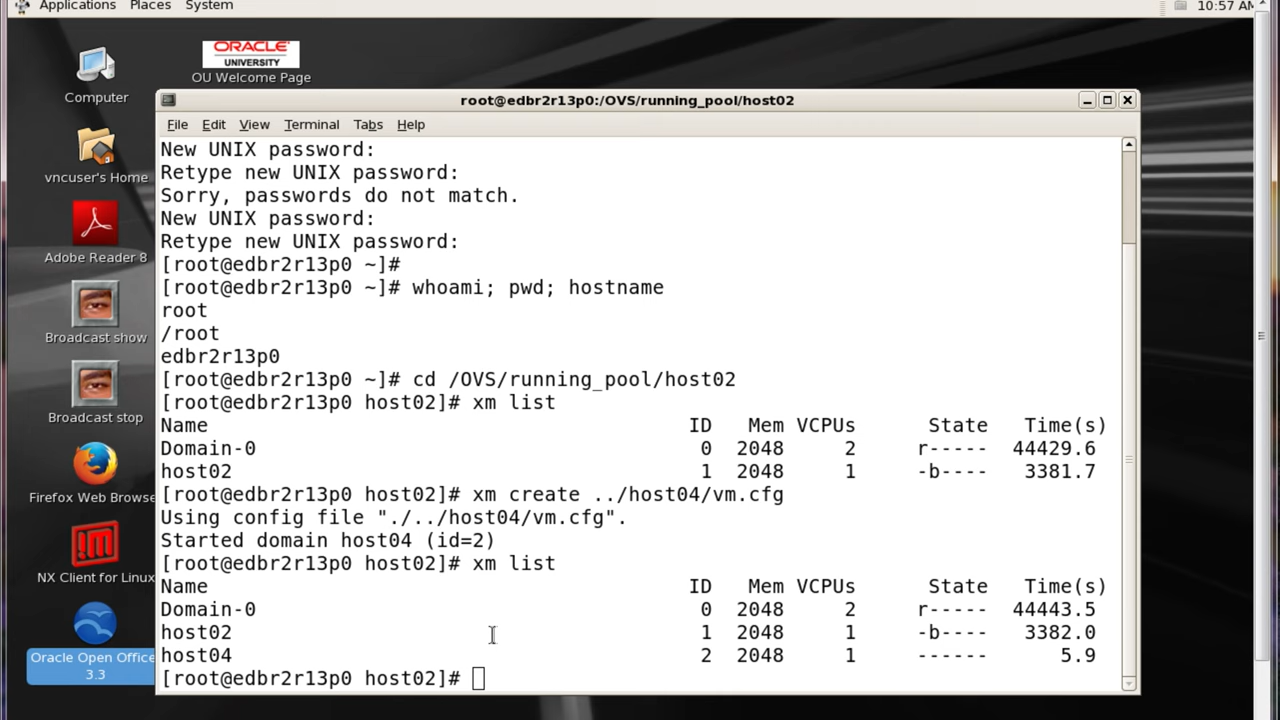 Applications Places System
10:57 AM
ORACLE
UNIVERSITY
OU Welcome Page
Computer
vncuser's Home
Adobe Reader 8
Broadcast show
Broadcast stop
Firefox Web Browse
NX Client for Linux
Oracle Open Office
3.3
root@edbr2r13p0:/OVS/running_pool/host02
File Edit View Terminal Tabs Help
New UNIX password:
Retype new UNIX password:
Sorry, passwords do not match.
New UNIX password:
Retype new UNIX password:
[root@edbr2r13p0 ~]#
[root@edbr2r13p0 ~]# whoami; pwd; hostname
root
/root
edbr2r13p0
[root@edbr2r13p0 ~]# cd /OVS/running_pool/host02
[root@edbr2r13p0 host02]# xm list
Name ID Mem VCPUs State Time(s)
Domain-0 0 2048 2 r----- 44429.6
host02 1 2048 1 -b---- 3381.7
[root@edbr2r13p0 host02]# xm create ../host04/vm.cfg
Using config file "./../host04/vm.cfg".
Started domain host04 (id=2)
[root@edbr2r13p0 host02]# xm list
Name ID Mem VCPUs State Time(s)
Domain-0 0 2048 2 r----- 44443.5
host02 1 2048 1 -b---- 3382.0
host04 2 2048 1 ------ 5.9
[root@edbr2r13p0 host02]#